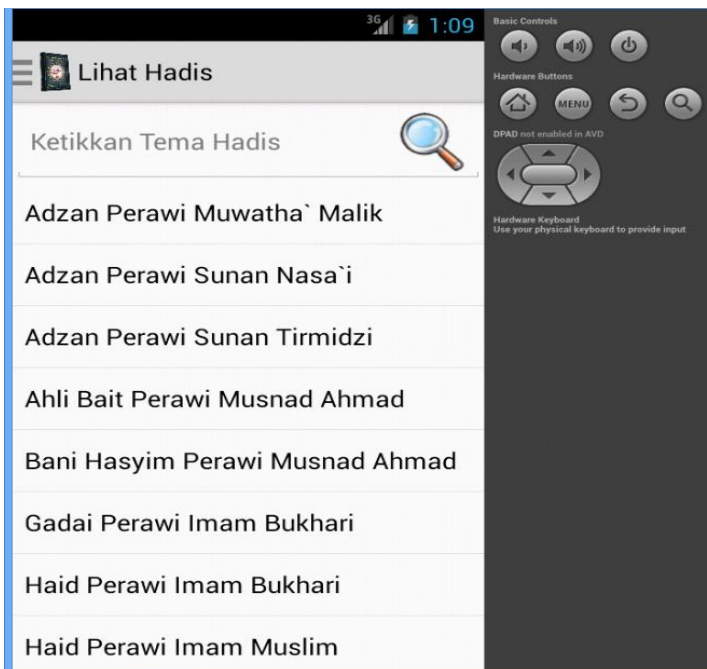 3G 1:09
Lihat Hadis
Ketikkan Tema Hadis
Adzan Perawi Muwatha` Malik
Adzan Perawi Sunan Nasa`i
Adzan Perawi Sunan Tirmidzi
Ahli Bait Perawi Musnad Ahmad
Bani Hasyim Perawi Musnad Ahmad
Gadai Perawi Imam Bukhari
Haid Perawi Imam Bukhari
Haid Perawi Imam Muslim
Basic Controls
Hardware Buttons
MENU
DPAD not enabled in AVD
Hardware Keyboard
Use your physical keyboard to provide input